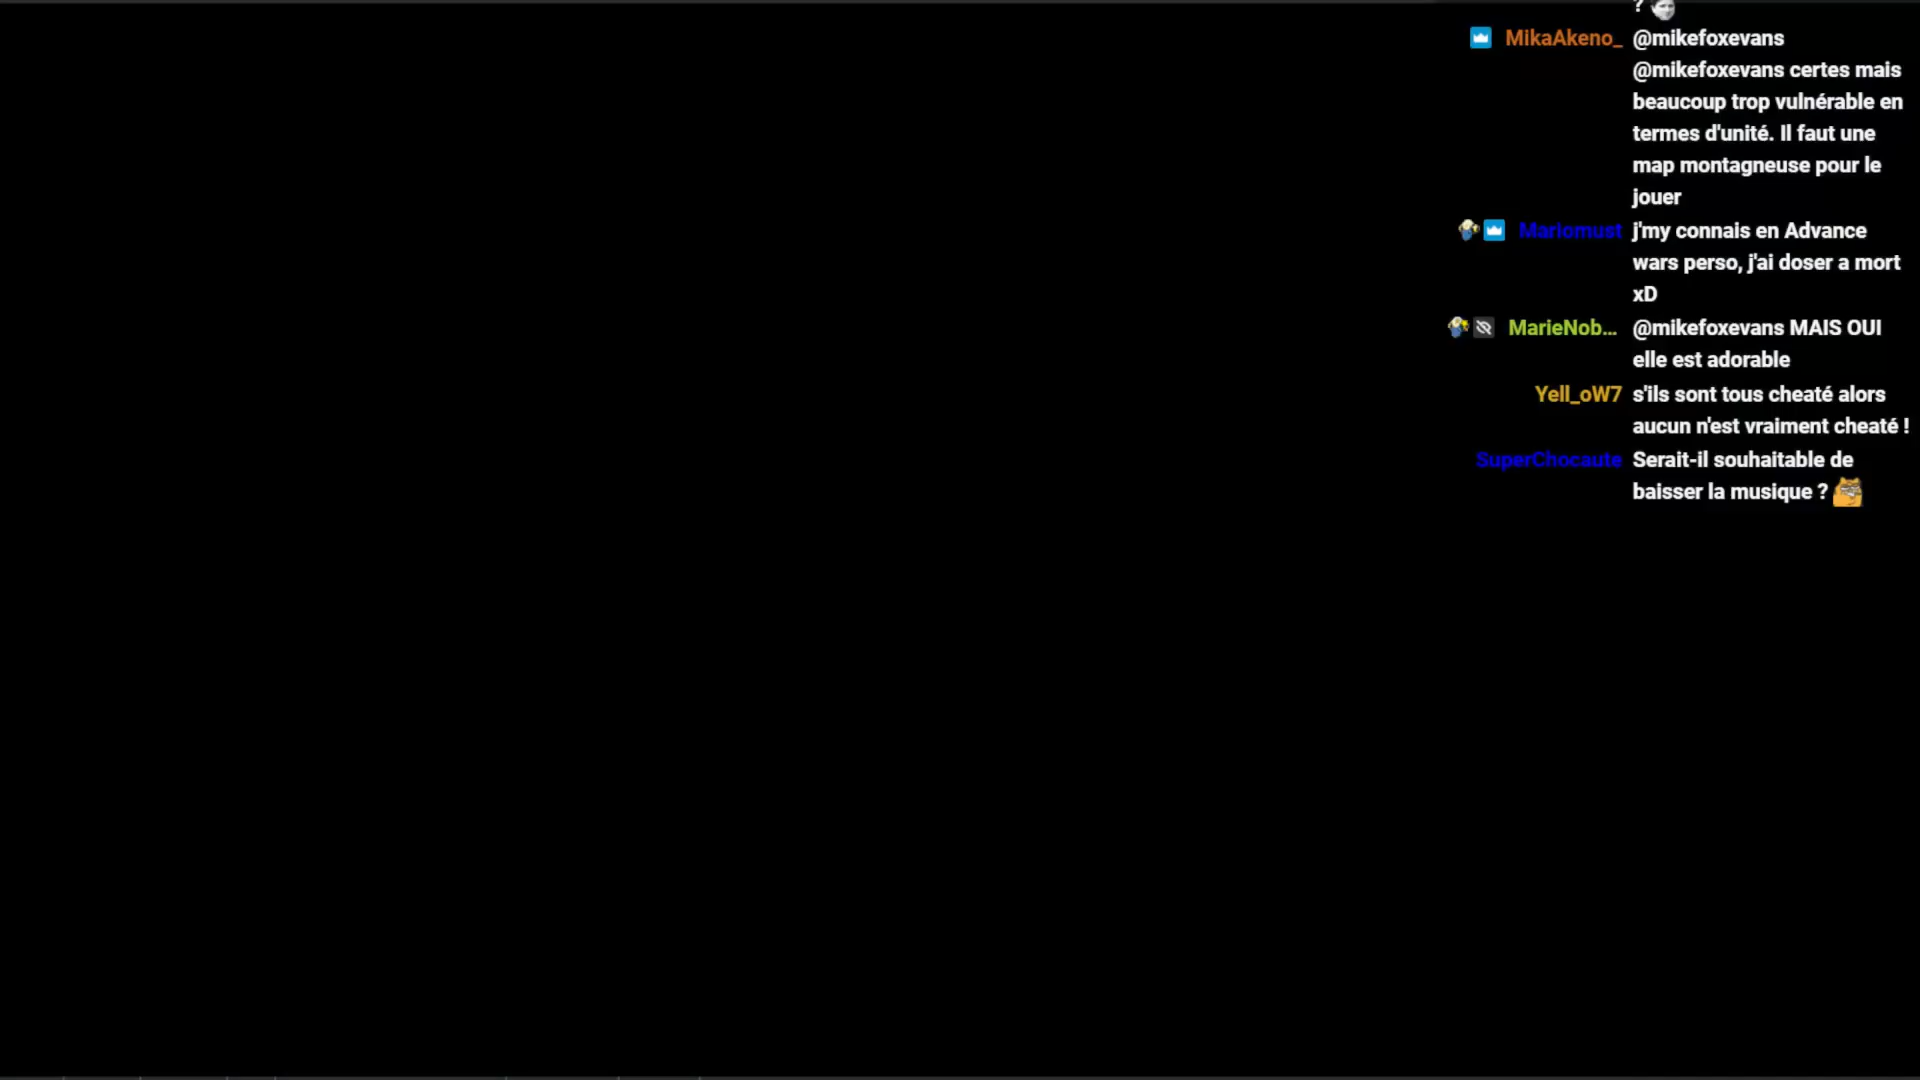 ?
MikaAkeno_ @mikefoxevans
@mikefoxevans certes mais
beaucoup trop vulnérable en
termes d'unité. Il faut une
map montagneuse pour le
jouer
Mariomust j'my connais en Advance
wars perso, j'ai doser a mort
xD
MarieNob... @mikefoxevans MAIS OUI
elle est adorable
Yell_oW7 s'ils sont tous cheaté alors
aucun n'est vraiment cheaté !
SuperChocaute Serait-il souhaitable de
baisser la musique ?